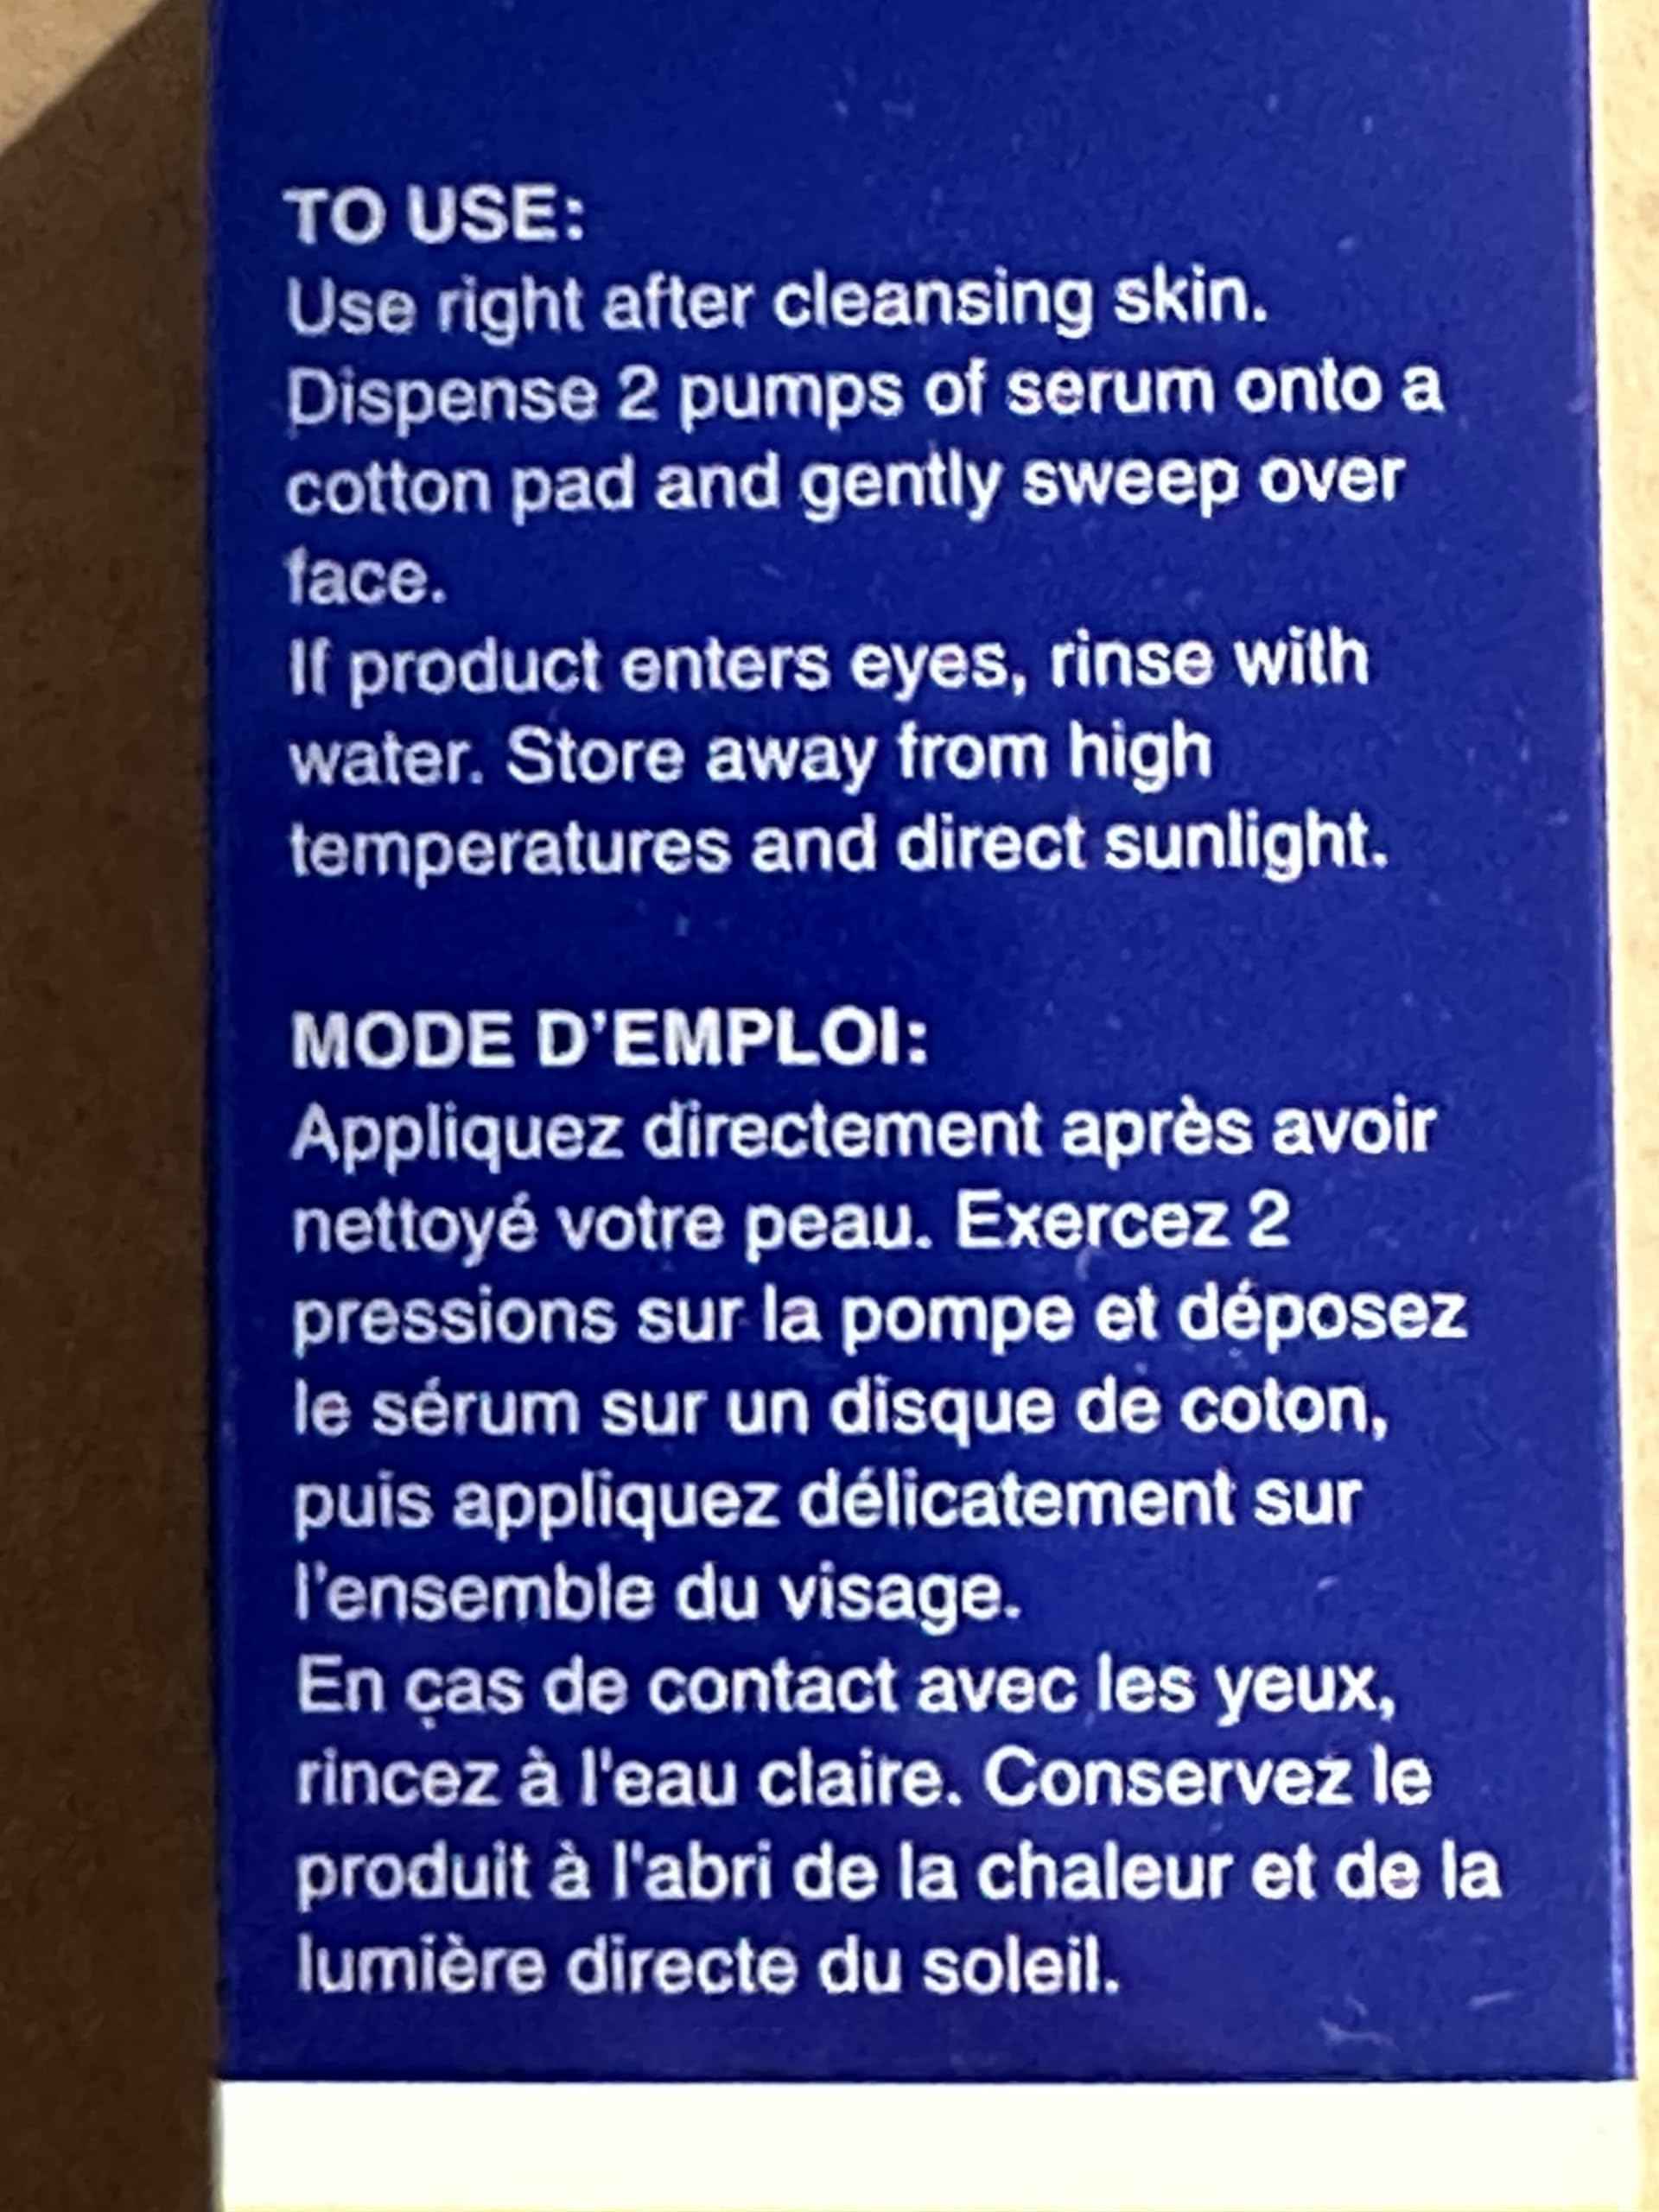 TO USE:
Use right after cleansing skin.
Dispense 2 pumps of serum onto a
cotton pad and gently sweep over
face.
If product enters eyes, rinse with
water. Store away from high
temperatures and direct sunlight.
MODE D'EMPLOI:
Appliquez directement après avoir
nettoyé votre peau. Exercez 2
pressions sur la pompe et déposez
le sérum sur un disque de coton,
puis appliquez délicatement sur
l'ensemble du visage.
En cas de contact avec les yeux,
rincez à l'eau claire. Conservez le
produit à l'abri de la chaleur et de la
lumière directe du soleil.